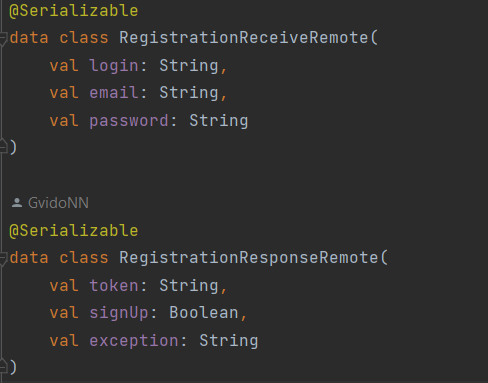 @Serializable
data class RegistrationReceiveRemote(
    val login: String,
    val email: String,
    val password: String
)
GvidoNN
@Serializable
data class RegistrationResponseRemote(
    val token: String,
    val signUp: Boolean,
    val exception: String
)